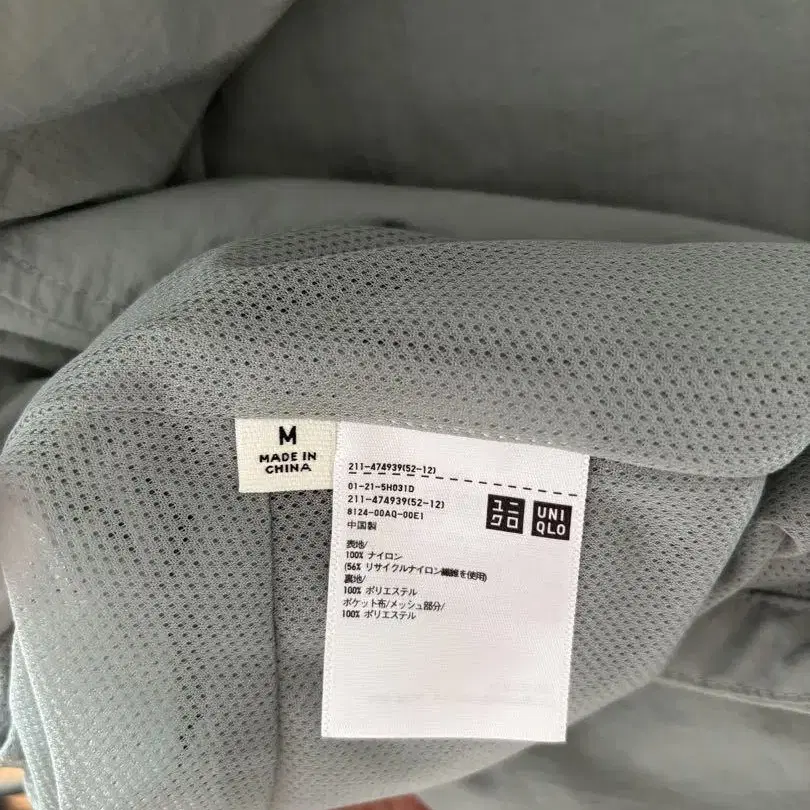 M
MADE IN
CHINA
211-474939(52-12)
01-21-5H031D
211-474939(52-12)
8124-00AQ-00E1
中国製
ユニ
クロ
UNI
QLO
表地/
100% ナイロン
(56% リサイクルナイロン繊維を使用)
裏地/
100% ポリエステル
ポケット布/メッシュ部分/
100% ポリエステル